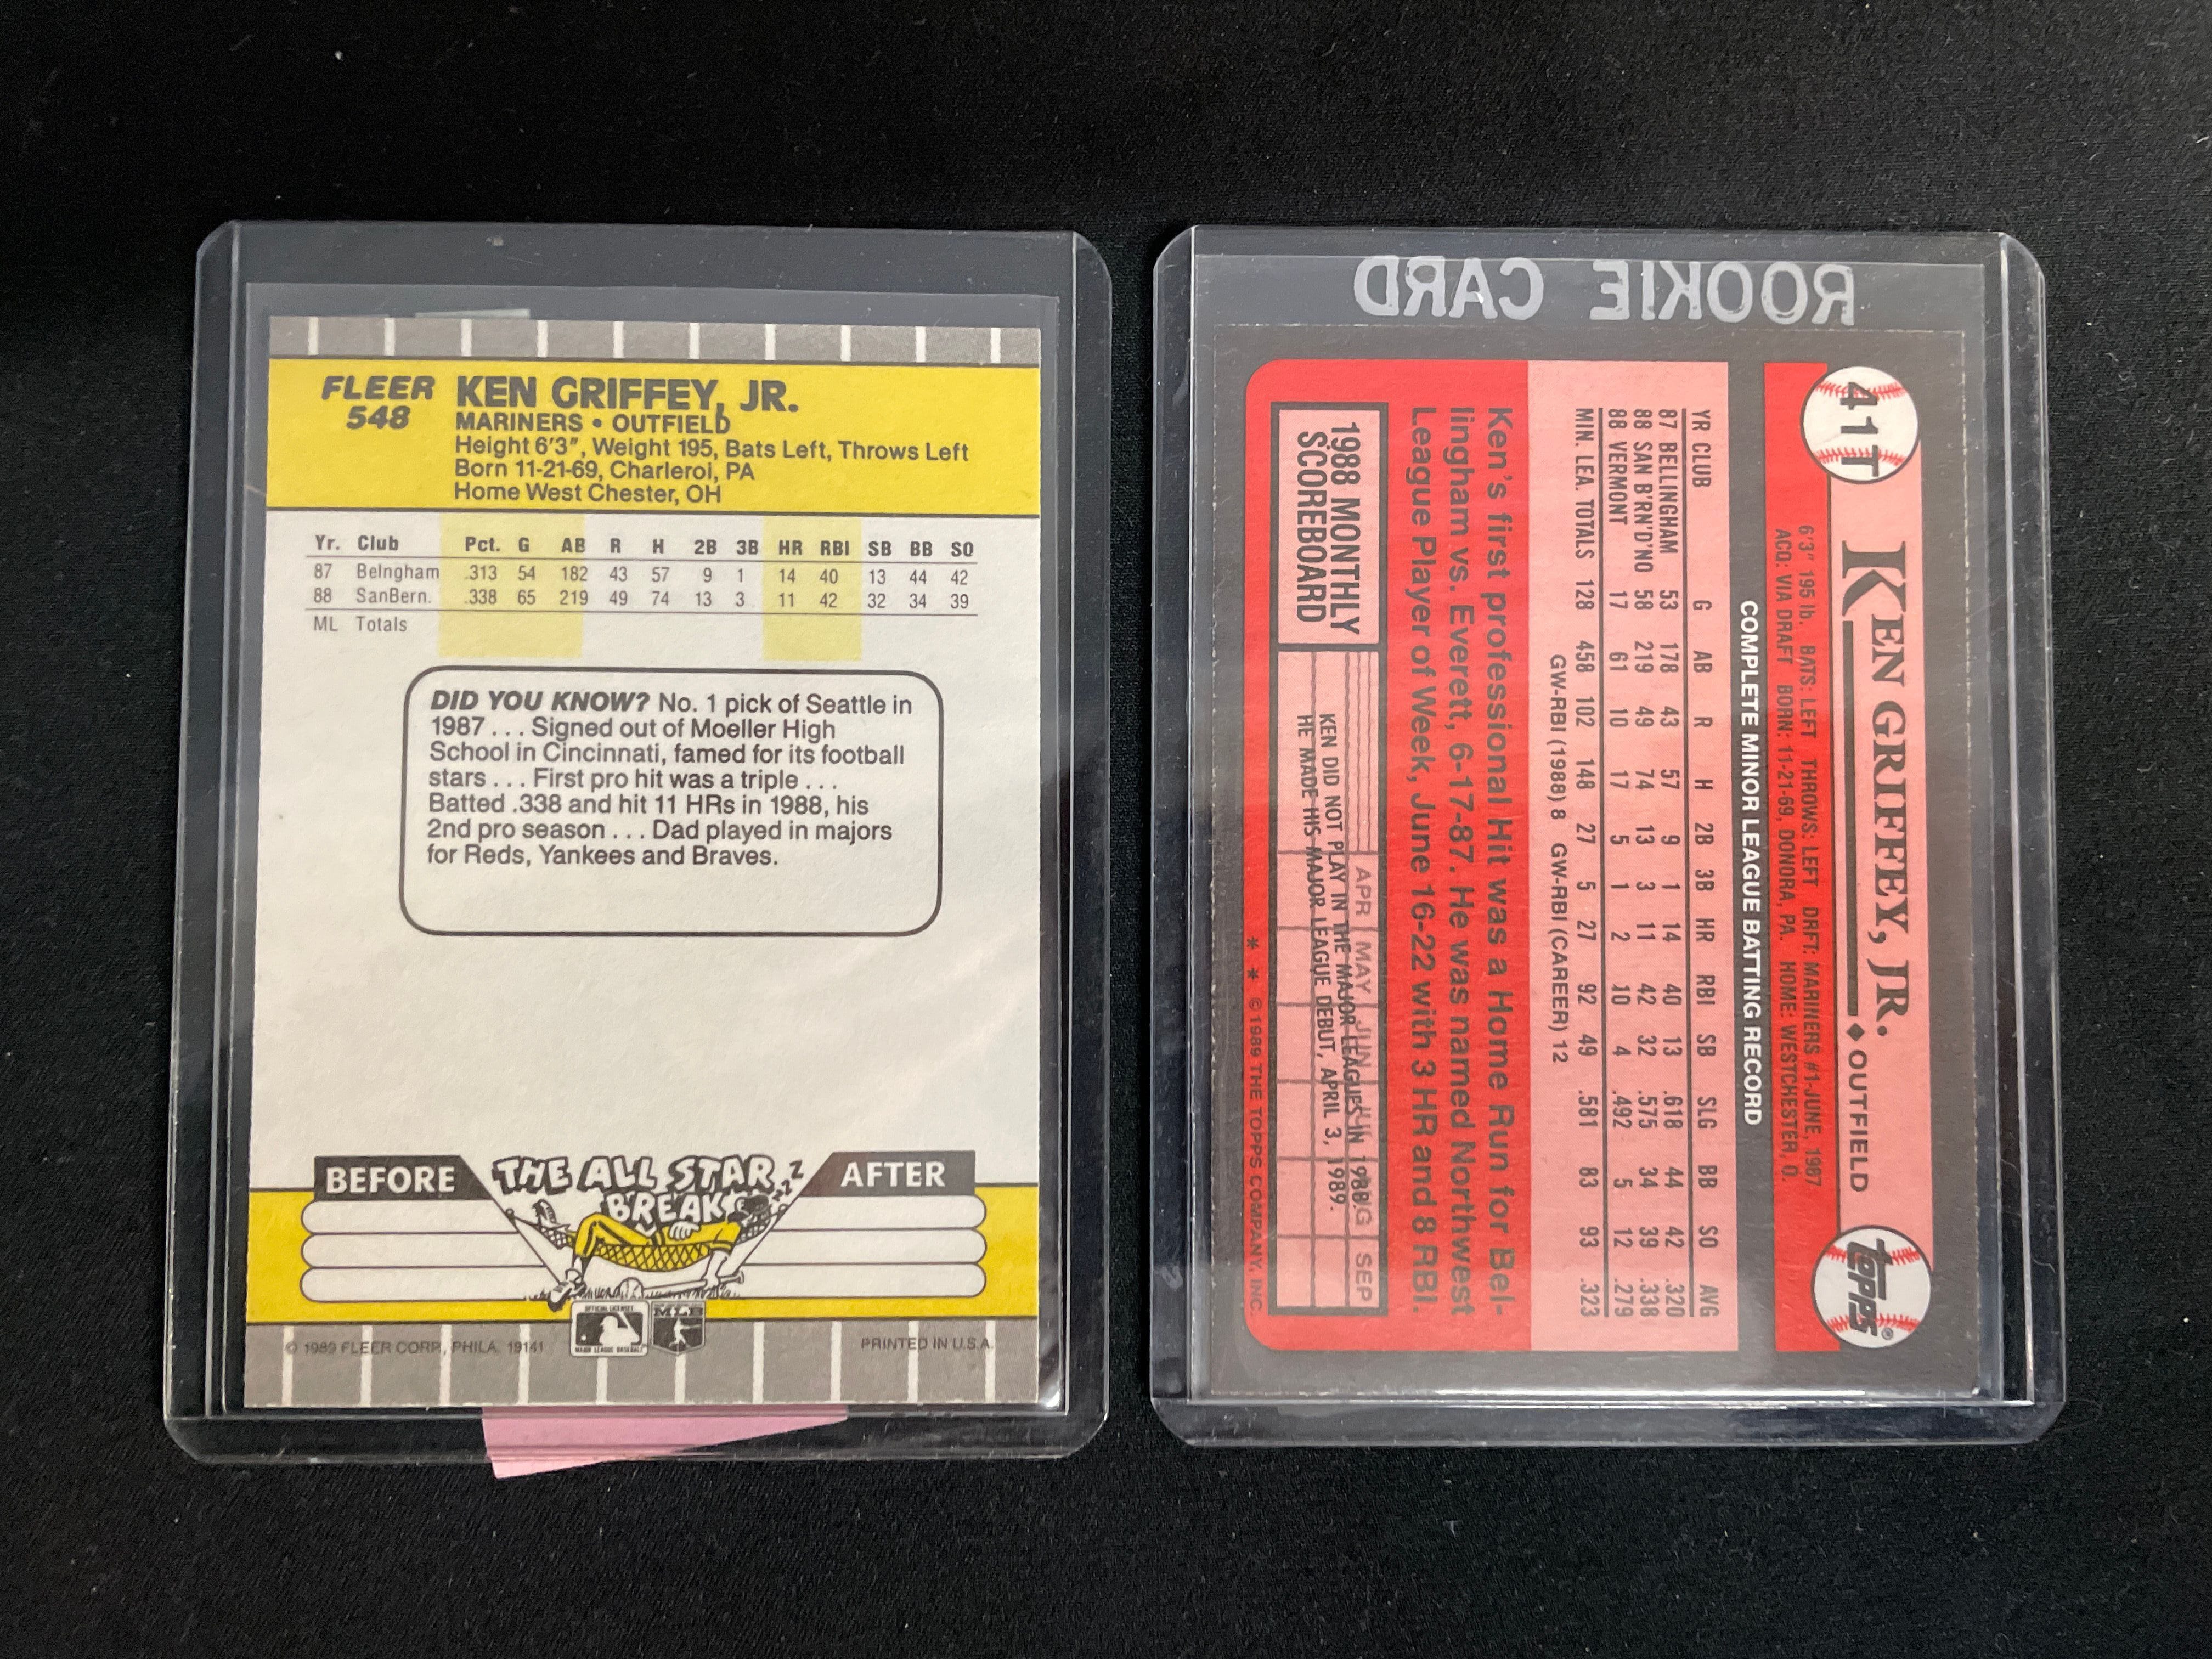 FLEER
548
KEN GRIFFEY, JR.
MARINERS • OUTFIELD
Height 6'3", Weight 195, Bats Left, Throws Left
Born 11-21-69, Charleroi, PA
Home West Chester, OH
Yr. Club Pct. G AB R H 2B 3B HR RBI SB BB SO
87 Belngham .313 54 182 43 57 9 1 14 40 13 44 42
88 SanBern. .338 65 219 49 74 13 3 11 42 32 34 39
ML Totals
DID YOU KNOW? No. 1 pick of Seattle in
1987 . . . Signed out of Moeller High
School in Cincinnati, famed for its football
stars . . . First pro hit was a triple . . .
Batted .338 and hit 11 HRs in 1988, his
2nd pro season . . . Dad played in majors
for Reds, Yankees and Braves.
BEFORE THE ALL STAR BREAK AFTER
Z Z Z
OFFICIAL LICENSEE
MAJOR LEAGUE BASEBALL
MLB
© 1989 FLEER CORP., PHILA. 19141 PRINTED IN U.S.A.
ROOKIE CARD
41T
KEN GRIFFEY, JR. ◆ OUTFIELD
topps®
6'3" 195 lb. BATS: LEFT THROWS: LEFT DRFT: MARINERS #1-JUNE, 1987
ACQ: VIA DRAFT BORN: 11-21-69, DONORA, PA. HOME: WESTCHESTER, O.
COMPLETE MINOR LEAGUE BATTING RECORD
YR CLUB G AB R H 2B 3B HR RBI SB SLG BB SO AVG
87 BELLINGHAM 53 178 43 57 9 1 14 40 13 .618 44 42 .320
88 SAN B'RN'D'NO 58 219 49 74 13 3 11 42 32 .575 34 39 .338
88 VERMONT 17 61 10 17 5 1 2 10 4 .492 5 12 .279
MIN. LEA. TOTALS 128 458 102 148 27 5 27 92 49 .581 83 93 .323
GW-RBI (1988) 8 GW-RBI (CAREER) 12
Ken's first professional Hit was a Home Run for Bel-
lingham vs. Everett, 6-17-87. He was named Northwest
League Player of Week, June 16-22 with 3 HR and 8 RBI.
1988 MONTHLY
SCOREBOARD
APR MAY JUN JUL AUG SEP
KEN DID NOT PLAY IN THE MAJOR LEAGUES IN 1988.
HE MADE HIS MAJOR LEAGUE DEBUT, APRIL 3, 1989.
* * © 1989 THE TOPPS COMPANY, INC.